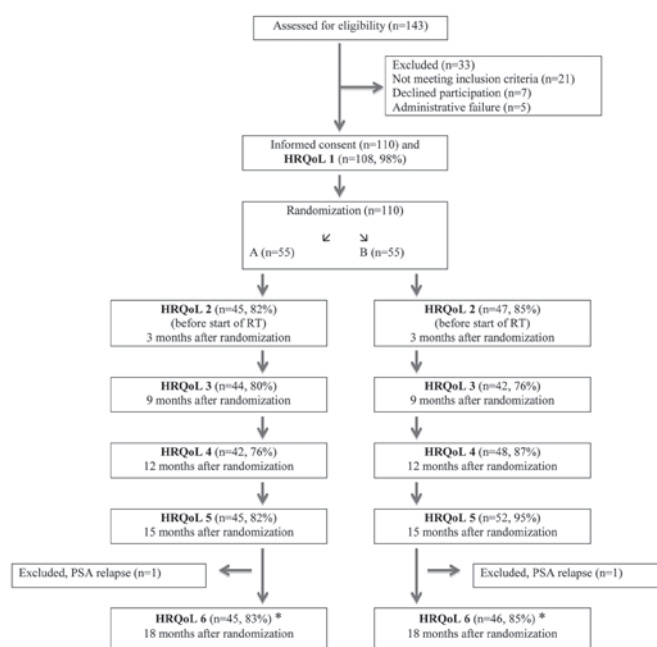 Assessed for eligibility (n=143)
Excluded (n=33)
Not meeting inclusion criteria (n=21)
Declined participation (n=7)
Administrative failure (n=5)
Informed consent (n=110) and
HRQoL 1 (n=108, 98%)
Randomization (n=110)
A (n=55) B (n=55)
HRQoL 2 (n=45, 82%)
(before start of RT)
3 months after randomization
HRQoL 2 (n=47, 85%)
(before start of RT)
3 months after randomization
HRQoL 3 (n=44, 80%)
9 months after randomization
HRQoL 3 (n=42, 76%)
9 months after randomization
HRQoL 4 (n=42, 76%)
12 months after randomization
HRQoL 4 (n=48, 87%)
12 months after randomization
HRQoL 5 (n=45, 82%)
15 months after randomization
HRQoL 5 (n=52, 95%)
15 months after randomization
Excluded, PSA relapse (n=1)
Excluded, PSA relapse (n=1)
HRQoL 6 (n=45, 83%) *
18 months after randomization
HRQoL 6 (n=46, 85%) *
18 months after randomization